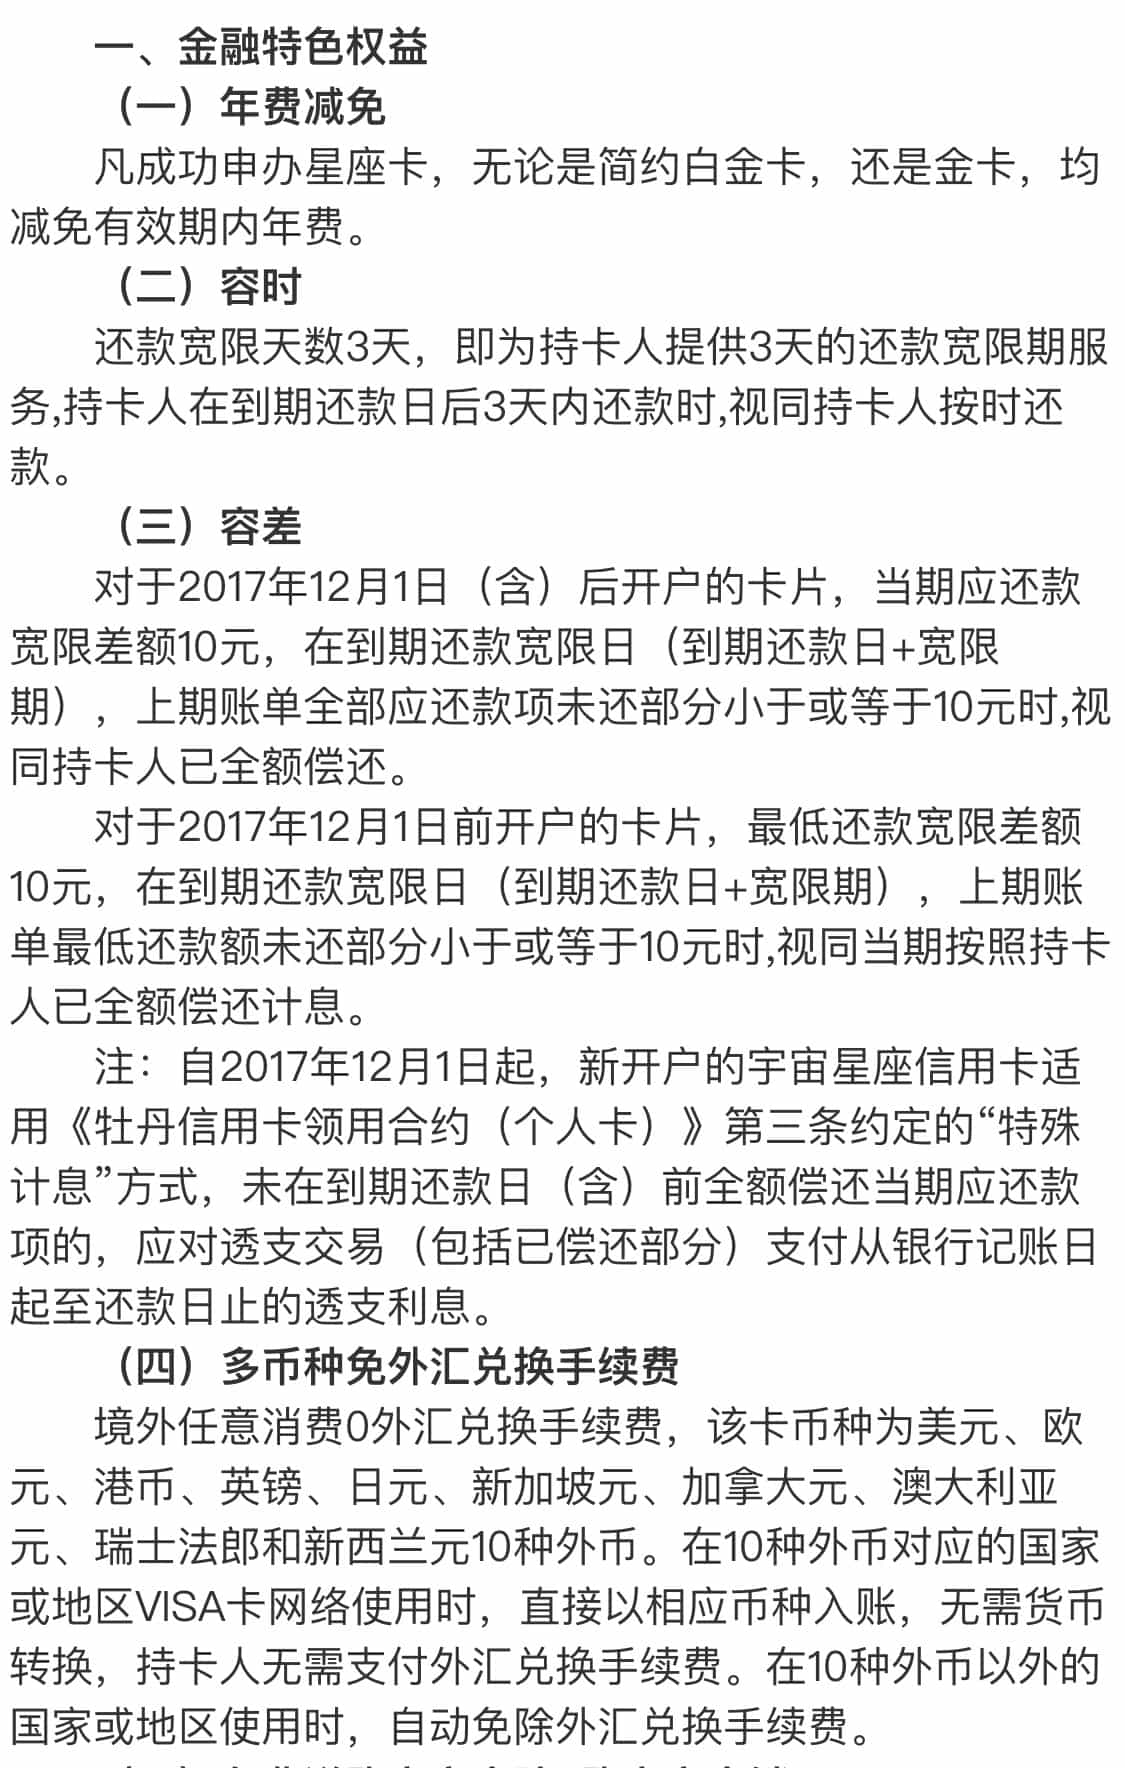 一、金融特色权益
（一）年费减免
凡成功申办星座卡，无论是简约白金卡，还是金卡，均
减免有效期内年费。
（二）容时
还款宽限天数3天，即为持卡人提供3天的还款宽限期服
务,持卡人在到期还款日后3天内还款时,视同持卡人按时还
款。
（三）容差
对于2017年12月1日（含）后开户的卡片，当期应还款
宽限差额10元，在到期还款宽限日（到期还款日+宽限
期），上期账单全部应还款项未还部分小于或等于10元时,视
同持卡人已全额偿还。
对于2017年12月1日前开户的卡片，最低还款宽限差额
10元，在到期还款宽限日（到期还款日+宽限期），上期账
单最低还款额未还部分小于或等于10元时,视同当期按照持卡
人已全额偿还计息。
注：自2017年12月1日起，新开户的宇宙星座信用卡适
用《牡丹信用卡领用合约（个人卡）》第三条约定的“特殊
计息”方式，未在到期还款日（含）前全额偿还当期应还款
项的，应对透支交易（包括已偿还部分）支付从银行记账日
起至还款日止的透支利息。
（四）多币种免外汇兑换手续费
境外任意消费0外汇兑换手续费，该卡币种为美元、欧
元、港币、英镑、日元、新加坡元、加拿大元、澳大利亚
元、瑞士法郎和新西兰元10种外币。在10种外币对应的国家
或地区VISA卡网络使用时，直接以相应币种入账，无需货币
转换，持卡人无需支付外汇兑换手续费。在10种外币以外的
国家或地区使用时，自动免除外汇兑换手续费。